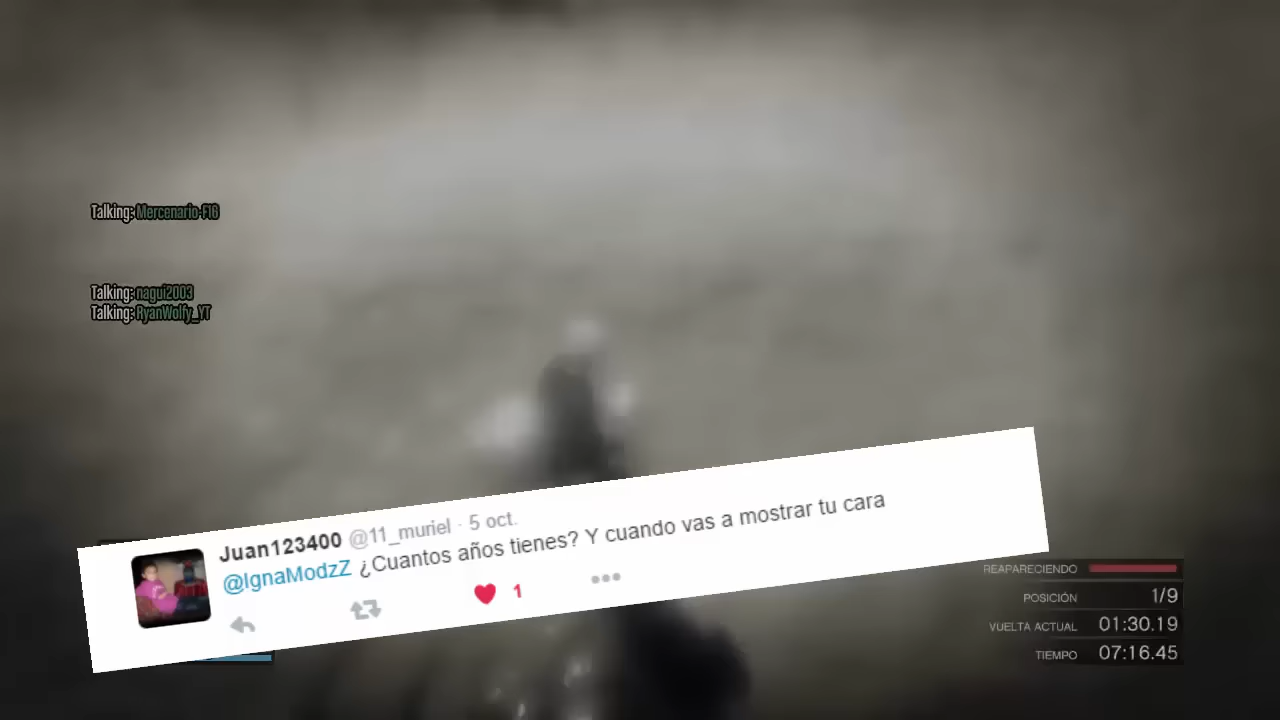 Talking: Mercenario-F18
Talking: nagui2003
Talking: RyanWolfy_YT
Juan123400 @11_muriel · 5 oct.
@IgnaModzZ ¿Cuantos años tienes? Y cuando vas a mostrar tu cara
1
REAPARECIENDO
POSICIÓN 1/9
VUELTA ACTUAL 01:30.19
TIEMPO 07:16.45